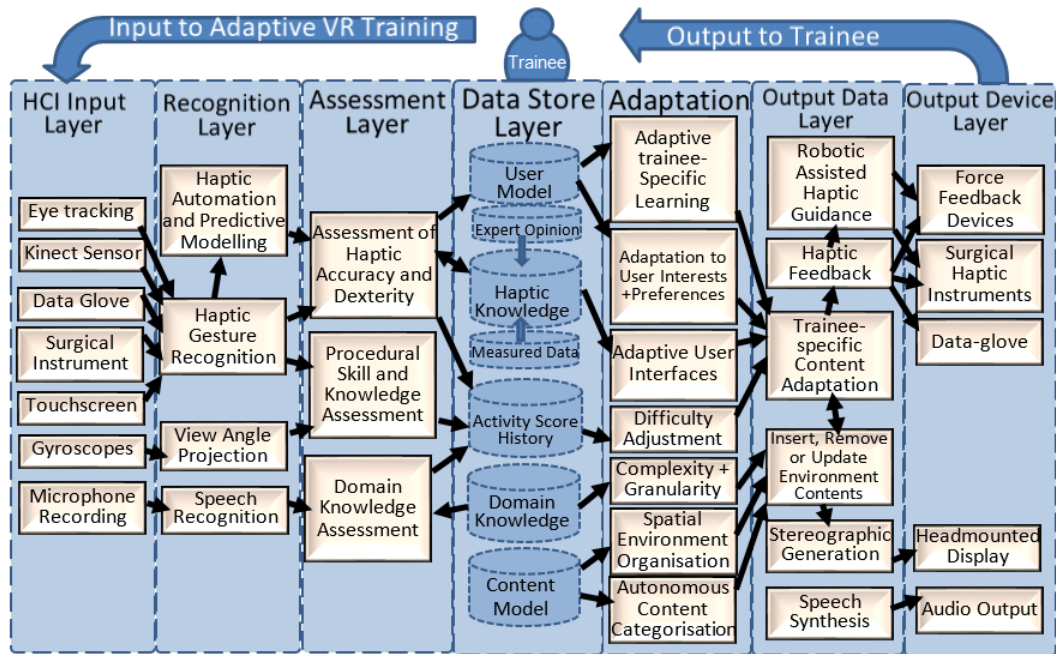 Input to Adaptive VR Training
Trainee
Output to Trainee
HCI Input
Layer
Eye tracking
Kinect Sensor
Data Glove
Surgical
Instrument
Touchscreen
Gyroscopes
Microphone
Recording
Recognition
Layer
Haptic
Automation
and Predictive
Modelling
Haptic
Gesture
Recognition
View Angle
Projection
Speech
Recognition
Assessment
Layer
Assessment of
Haptic
Accuracy and
Dexterity
Procedural
Skill and
Knowledge
Assessment
Domain
Knowledge
Assessment
Data Store
Layer
User
Model
Expert Opinion
Haptic
Knowledge
Measured Data
Activity Score
History
Domain
Knowledge
Content
Model
Adaptation
Adaptive
trainee-
Specific
Learning
Adaptation to
User Interests
+Preferences
Adaptive User
Interfaces
Difficulty
Adjustment
Complexity +
Granularity
Spatial
Environment
Organisation
Autonomous
Content
Categorisation
Output Data
Layer
Robotic
Assisted
Haptic
Guidance
Haptic
Feedback
Trainee-
specific
Content
Adaptation
Insert, Remove
or Update
Environment
Contents
Stereographic
Generation
Speech
Synthesis
Output Device
Layer
Force
Feedback
Devices
Surgical
Haptic
Instruments
Data-glove
Headmounted
Display
Audio Output